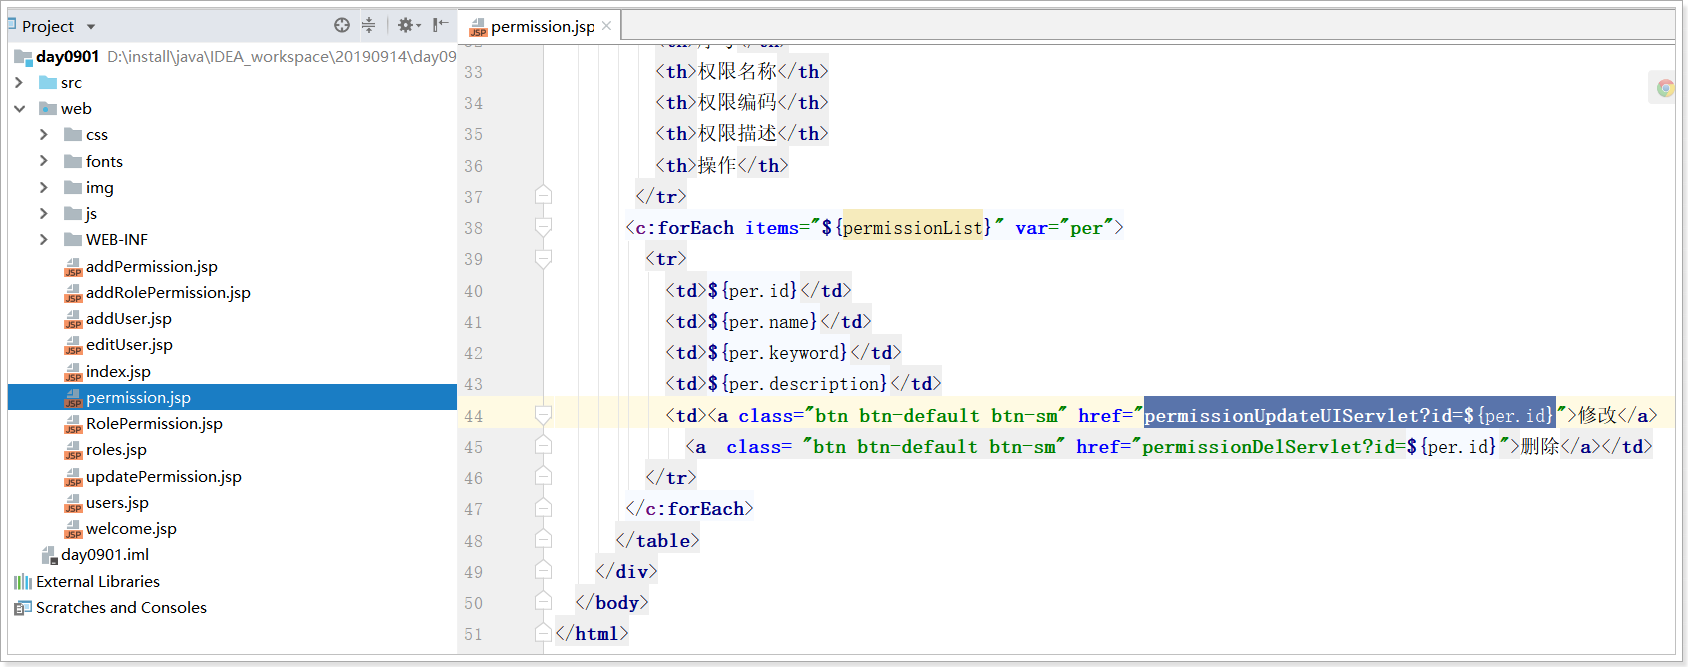 Project
day0901 D:\install\java\IDEA_workspace\20190914\day09
src
web
css
fonts
img
js
WEB-INF
addPermission.jsp
addRolePermission.jsp
addUser.jsp
editUser.jsp
index.jsp
permission.jsp
RolePermission.jsp
roles.jsp
updatePermission.jsp
users.jsp
welcome.jsp
day0901.iml
External Libraries
Scratches and Consoles
permission.jsp
33 <th>权限名称</th>
34 <th>权限编码</th>
35 <th>权限描述</th>
36 <th>操作</th>
37 </tr>
38 <c:forEach items="${permissionList}" var="per">
39 <tr>
40 <td>${per.id}</td>
41 <td>${per.name}</td>
42 <td>${per.keyword}</td>
43 <td>${per.description}</td>
44 <td><a class="btn btn-default btn-sm" href="permissionUpdateUIServlet?id=${per.id}">修改</a>
45 <a  class= "btn btn-default btn-sm" href="permissionDelServlet?id=${per.id}">删除</a></td>
46 </tr>
47 </c:forEach>
48 </table>
49 </div>
50 </body>
51 </html>